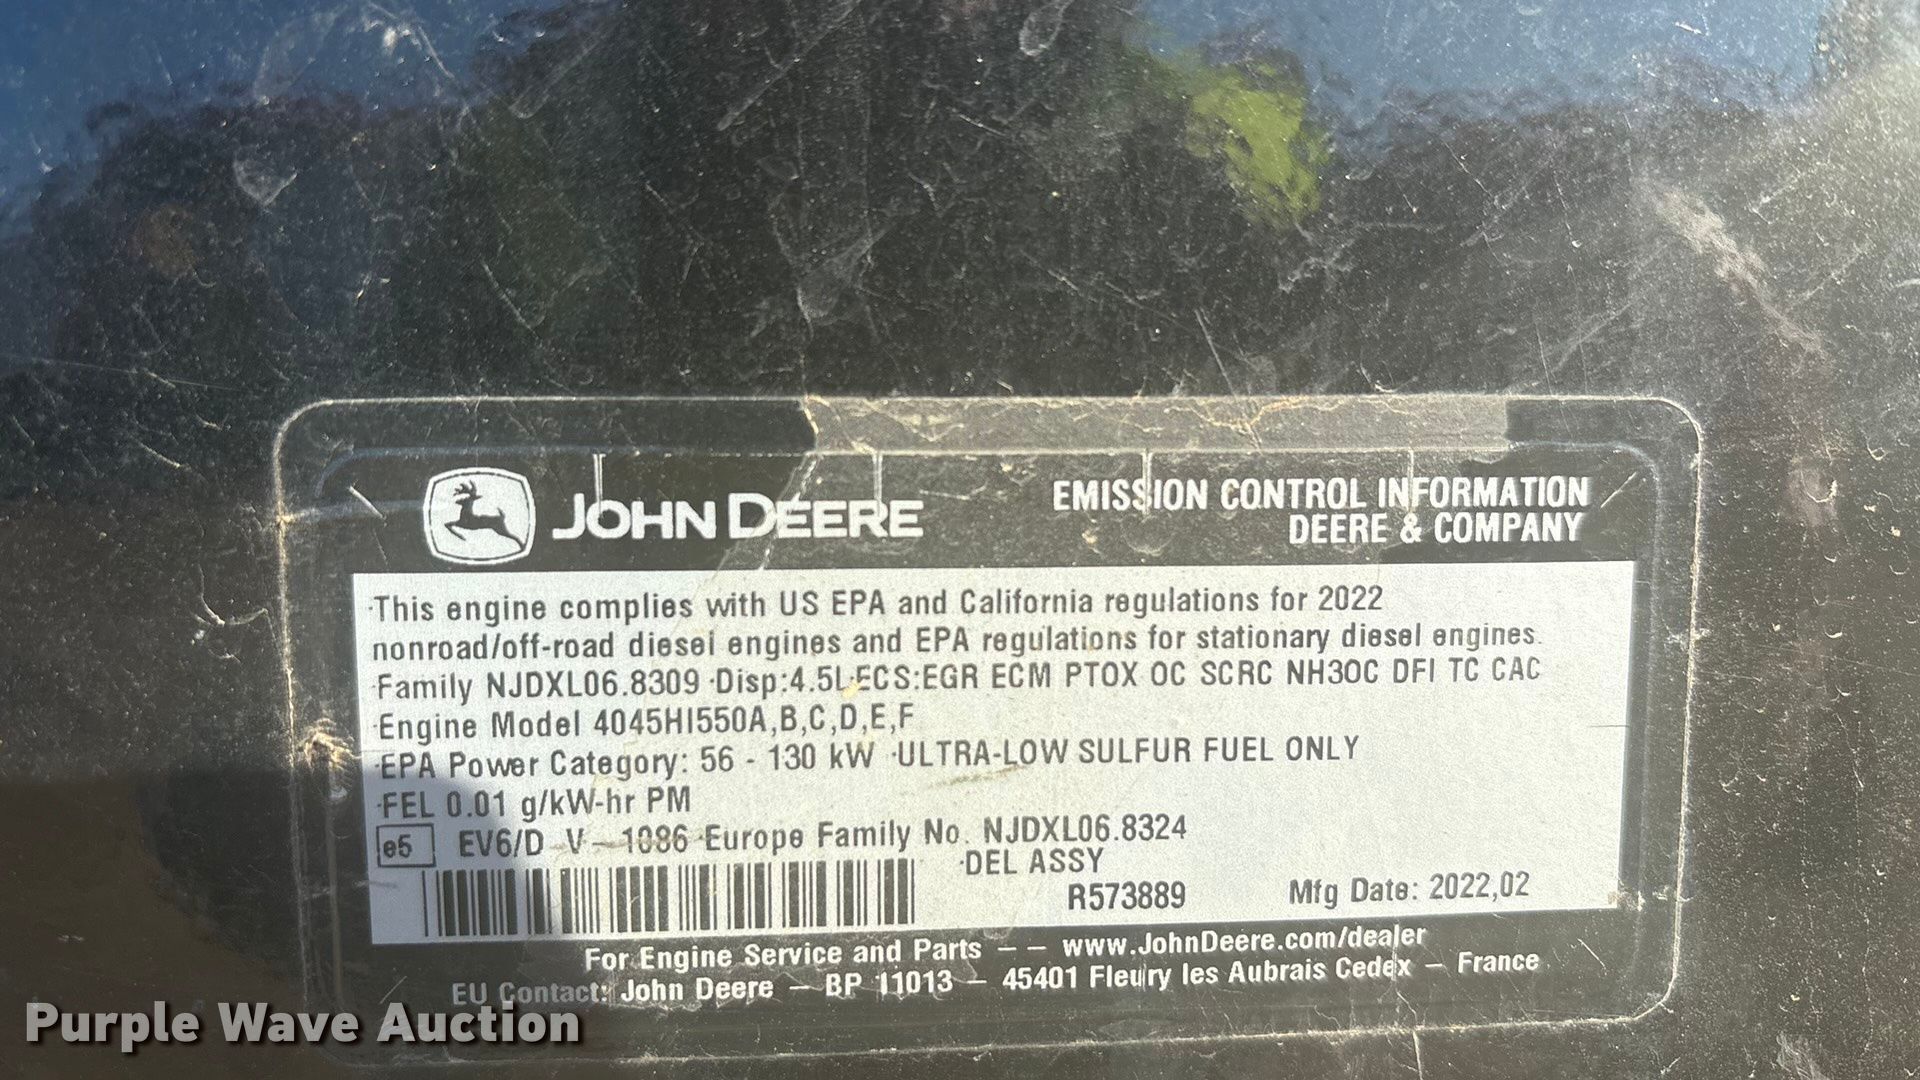 JOHN DEERE
EMISSION CONTROL INFORMATION
DEERE & COMPANY
·This engine complies with US EPA and California regulations for 2022
nonroad/off-road diesel engines and EPA regulations for stationary diesel engines.
·Family NJDXL06.8309 ·Disp:4.5L·ECS:EGR ECM PTOX OC SCRC NH3OC DFI TC CAC
·Engine Model 4045HI550A,B,C,D,E,F
·EPA Power Category: 56 - 130 kW ·ULTRA-LOW SULFUR FUEL ONLY
·FEL 0.01 g/kW-hr PM
e5 EV6/D V - 1086 ·Europe Family No. NJDXL06.8324
·DEL ASSY
R573889 Mfg Date: 2022,02
For Engine Service and Parts — — www.JohnDeere.com/dealer
EU Contact: John Deere — BP 11013 — 45401 Fleury les Aubrais Cedex — France
Purple Wave Auction